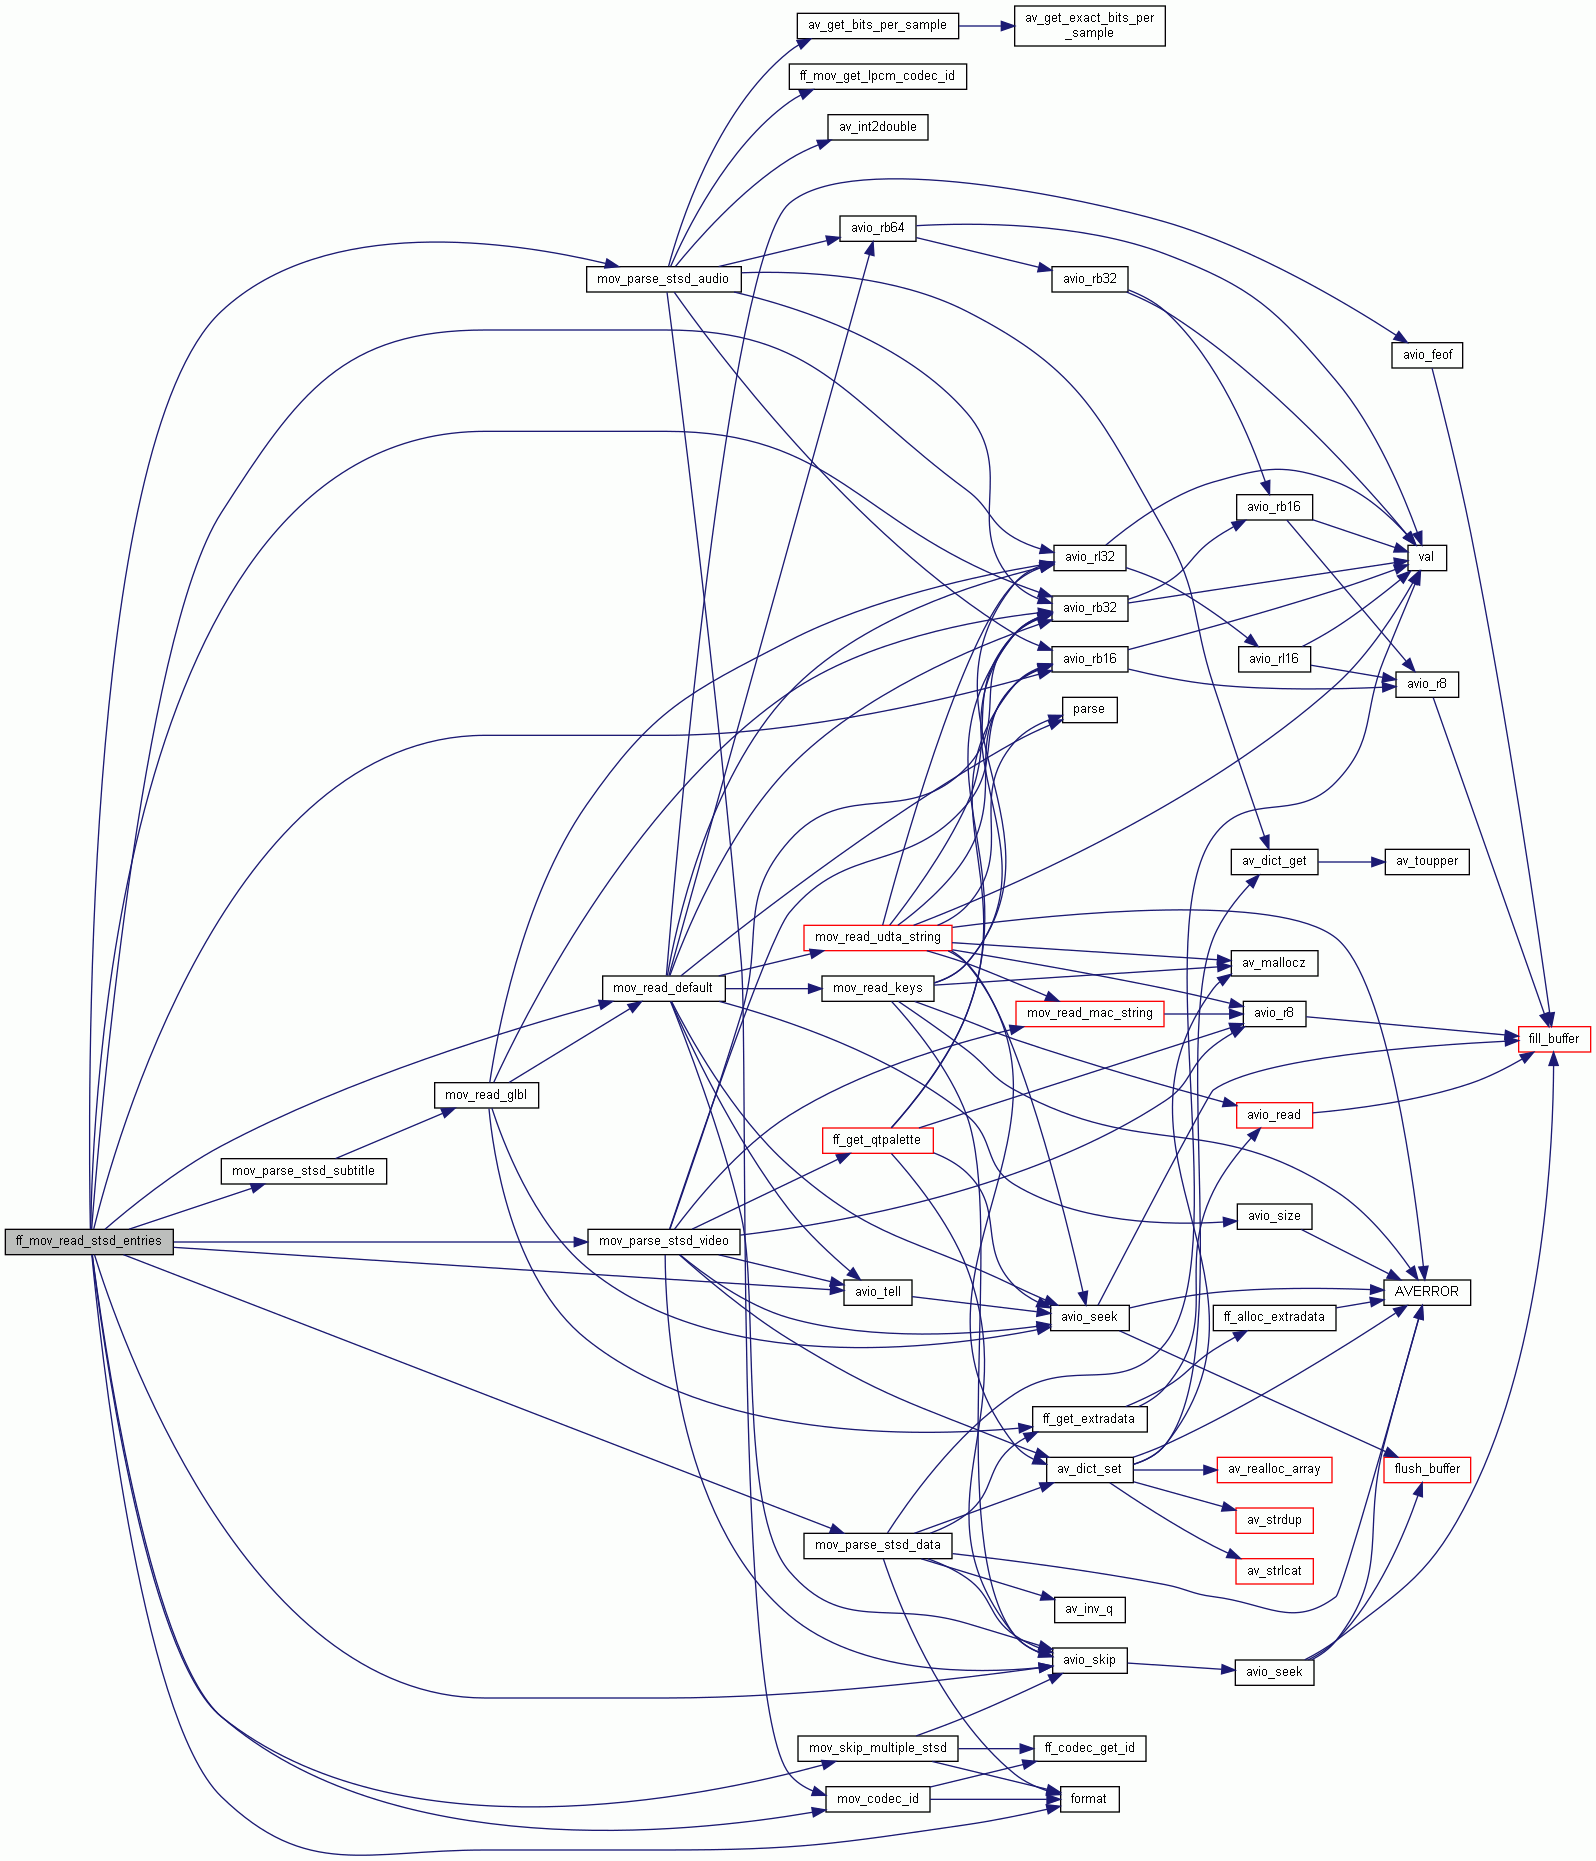 av_get_bits_per_sample
av_get_exact_bits_per
_sample
ff_mov_get_lpcm_codec_id
av_int2double
avio_rb64
mov_parse_stsd_audio
avio_rb32
avio_feof
avio_rb16
avio_rl32
val
avio_rb32
avio_rb16
avio_rl16
avio_r8
parse
av_dict_get
av_toupper
mov_read_udta_string
av_mallocz
mov_read_default
mov_read_keys
mov_read_mac_string
avio_r8
fill_buffer
mov_read_glbl
avio_read
ff_get_qtpalette
mov_parse_stsd_subtitle
avio_size
ff_mov_read_stsd_entries
mov_parse_stsd_video
avio_tell
AVERROR
avio_seek
ff_alloc_extradata
ff_get_extradata
av_dict_set
av_realloc_array
flush_buffer
av_strdup
mov_parse_stsd_data
av_strlcat
av_inv_q
avio_skip
avio_seek
mov_skip_multiple_stsd
ff_codec_get_id
mov_codec_id
format